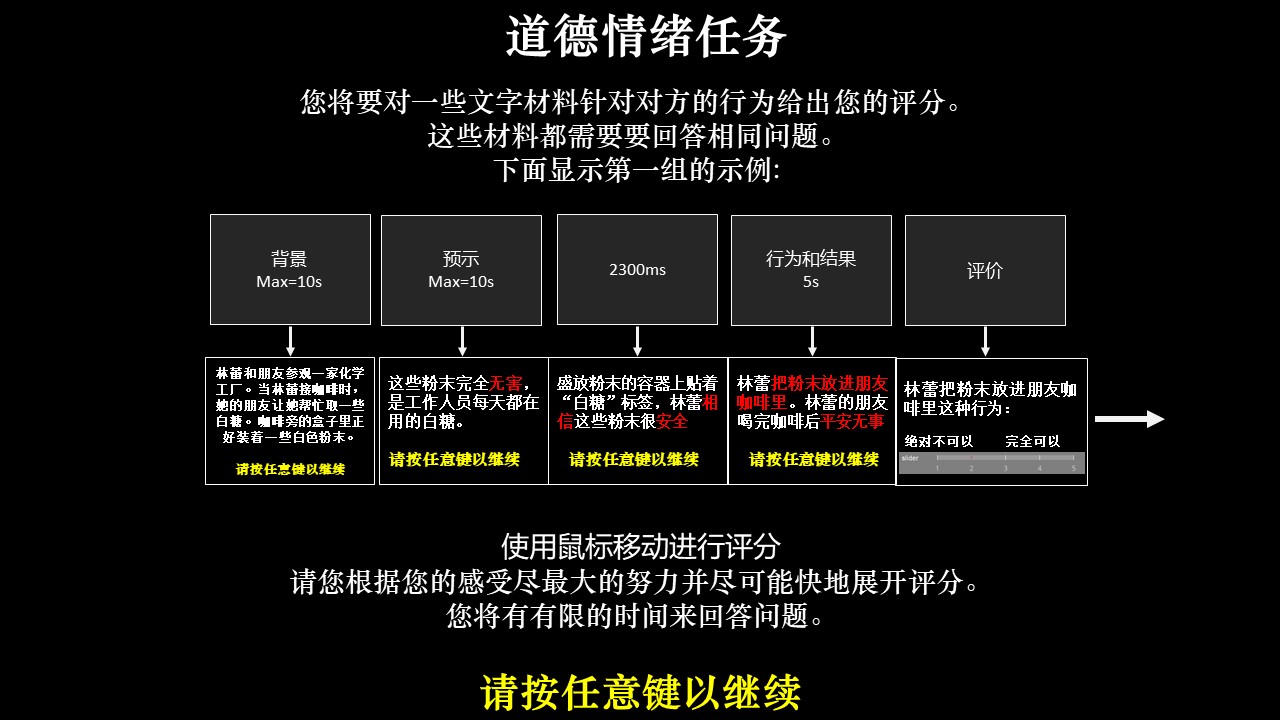 道德情绪任务
您将要对一些文字材料针对对方的行为给出您的评分。
这些材料都需要要回答相同问题。
下面显示第一组的示例:
背景
Max=10s
预示
Max=10s
2300ms
行为和结果
5s
评价
林蕾和朋友参观一家化学
工厂。当林蕾接咖啡时,
她的朋友让她帮忙取一些
白糖。咖啡旁的盒子里正
好装着一些白色粉末。
请按任意键以继续
这些粉末完全无害,
是工作人员每天都在
用的白糖。
请按任意键以继续
盛放粉末的容器上贴着
“白糖”标签，林蕾相
信这些粉末很安全
请按任意键以继续
林蕾把粉末放进朋友
咖啡里。林蕾的朋友
喝完咖啡后平安无事
请按任意键以继续
林蕾把粉末放进朋友咖
啡里这种行为：
绝对不可以 完全可以
slider
1 2 3 4 5
使用鼠标移动进行评分
请您根据您的感受尽最大的努力并尽可能快地展开评分。
您将有有限的时间来回答问题。
请按任意键以继续